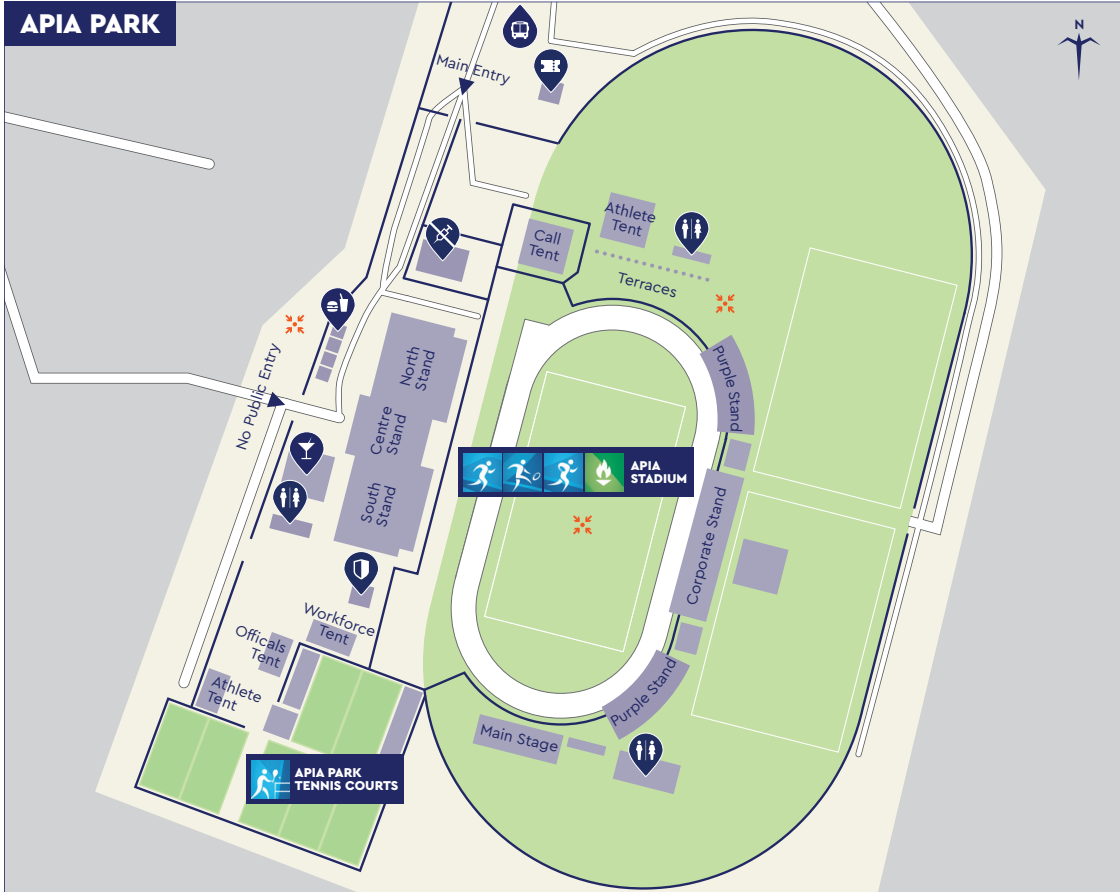 APIA PARK
N
Main Entry
Athlete
Tent
Call
Tent
Terraces
No Public Entry
North
Stand
Purple Stand
Centre
Stand
APIA
STADIUM
South
Stand
Corporate Stand
Workforce
Tent
Officals
Tent
Athlete
Tent
Purple Stand
Main Stage
APIA PARK
TENNIS COURTS